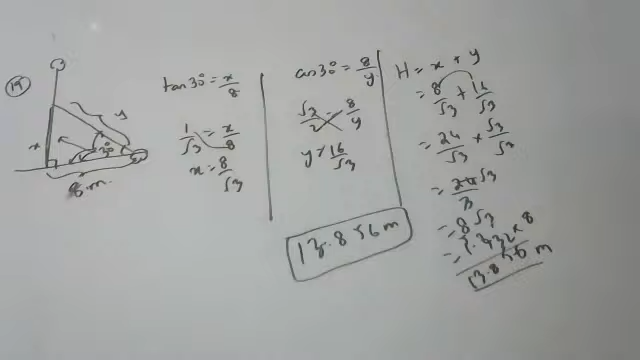 19
x
y
30°
8 m.
tan 30° = x/8
1/√3 = x/8
x = 8/√3
cos 30° = 8/y
√3/2 = 8/y
y = 16/√3
13.856 m
H = x + y
= 8/√3 + 16/√3
= 24/√3 × √3/√3
= 24√3/3
= 8√3
= 1.732 × 8
13.856 m